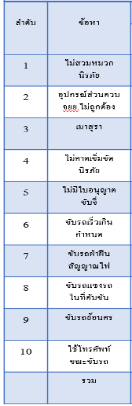 ลำดับ
ข้อหา
1
ไม่สวมหมวก
นิรภัย
2
อุปกรณ์ส่วนควบ
จยย.ไม่ถูกต้อง
3
เมาสุรา
4
ไม่คาดเข็มขัด
นิรภัย
5
ไม่มีใบอนุญาต
ขับขี่
6
ขับรถเร็วเกิน
กำหนด
7
ขับรถฝ่าฝืน
สัญญาณไฟ
8
ขับรถแซงรถ
ในที่คับขัน
9
ขับรถย้อนศร
10
ใช้โทรศัพท์
ขณะขับรถ
รวม